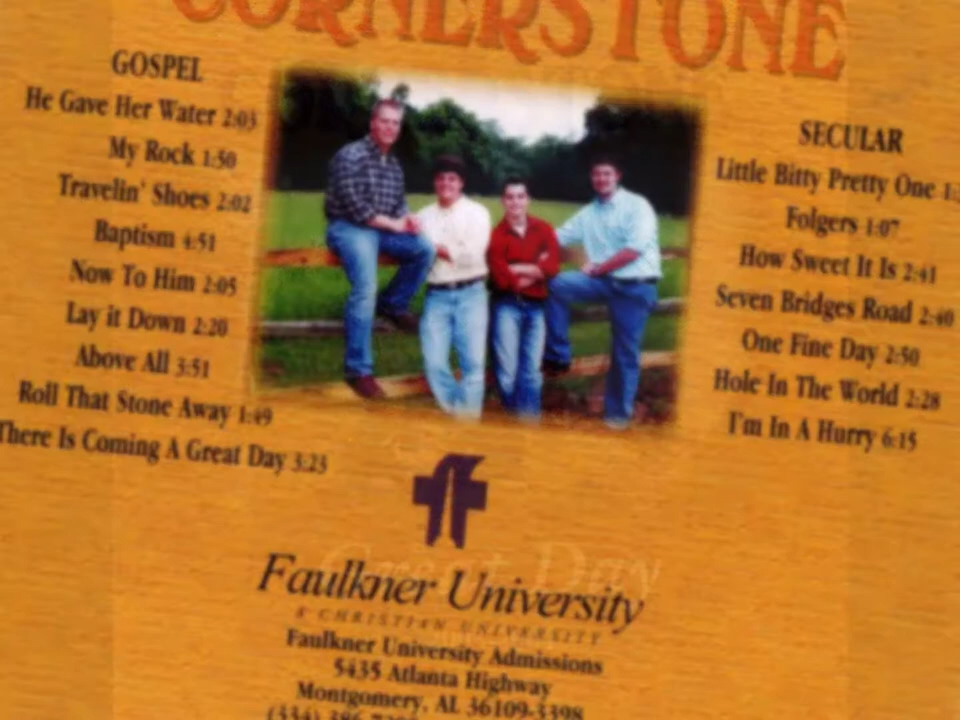 CORNERSTONE
GOSPEL
He Gave Her Water 2:03
My Rock 1:50
Travelin' Shoes 2:02
Baptism 4:51
Now To Him 2:05
Lay it Down 2:20
Above All 3:51
Roll That Stone Away 1:49
There Is Coming A Great Day 3:23
SECULAR
Little Bitty Pretty One
Folgers 1:07
How Sweet It Is 2:41
Seven Bridges Road 2:40
One Fine Day 2:50
Hole In The World 2:28
I'm In A Hurry 6:15
Great Day
Faulkner University
A CHRISTIAN UNIVERSITY
Faulkner University Admissions
5435 Atlanta Highway
Montgomery, AL 36109-3398
(334) 386-